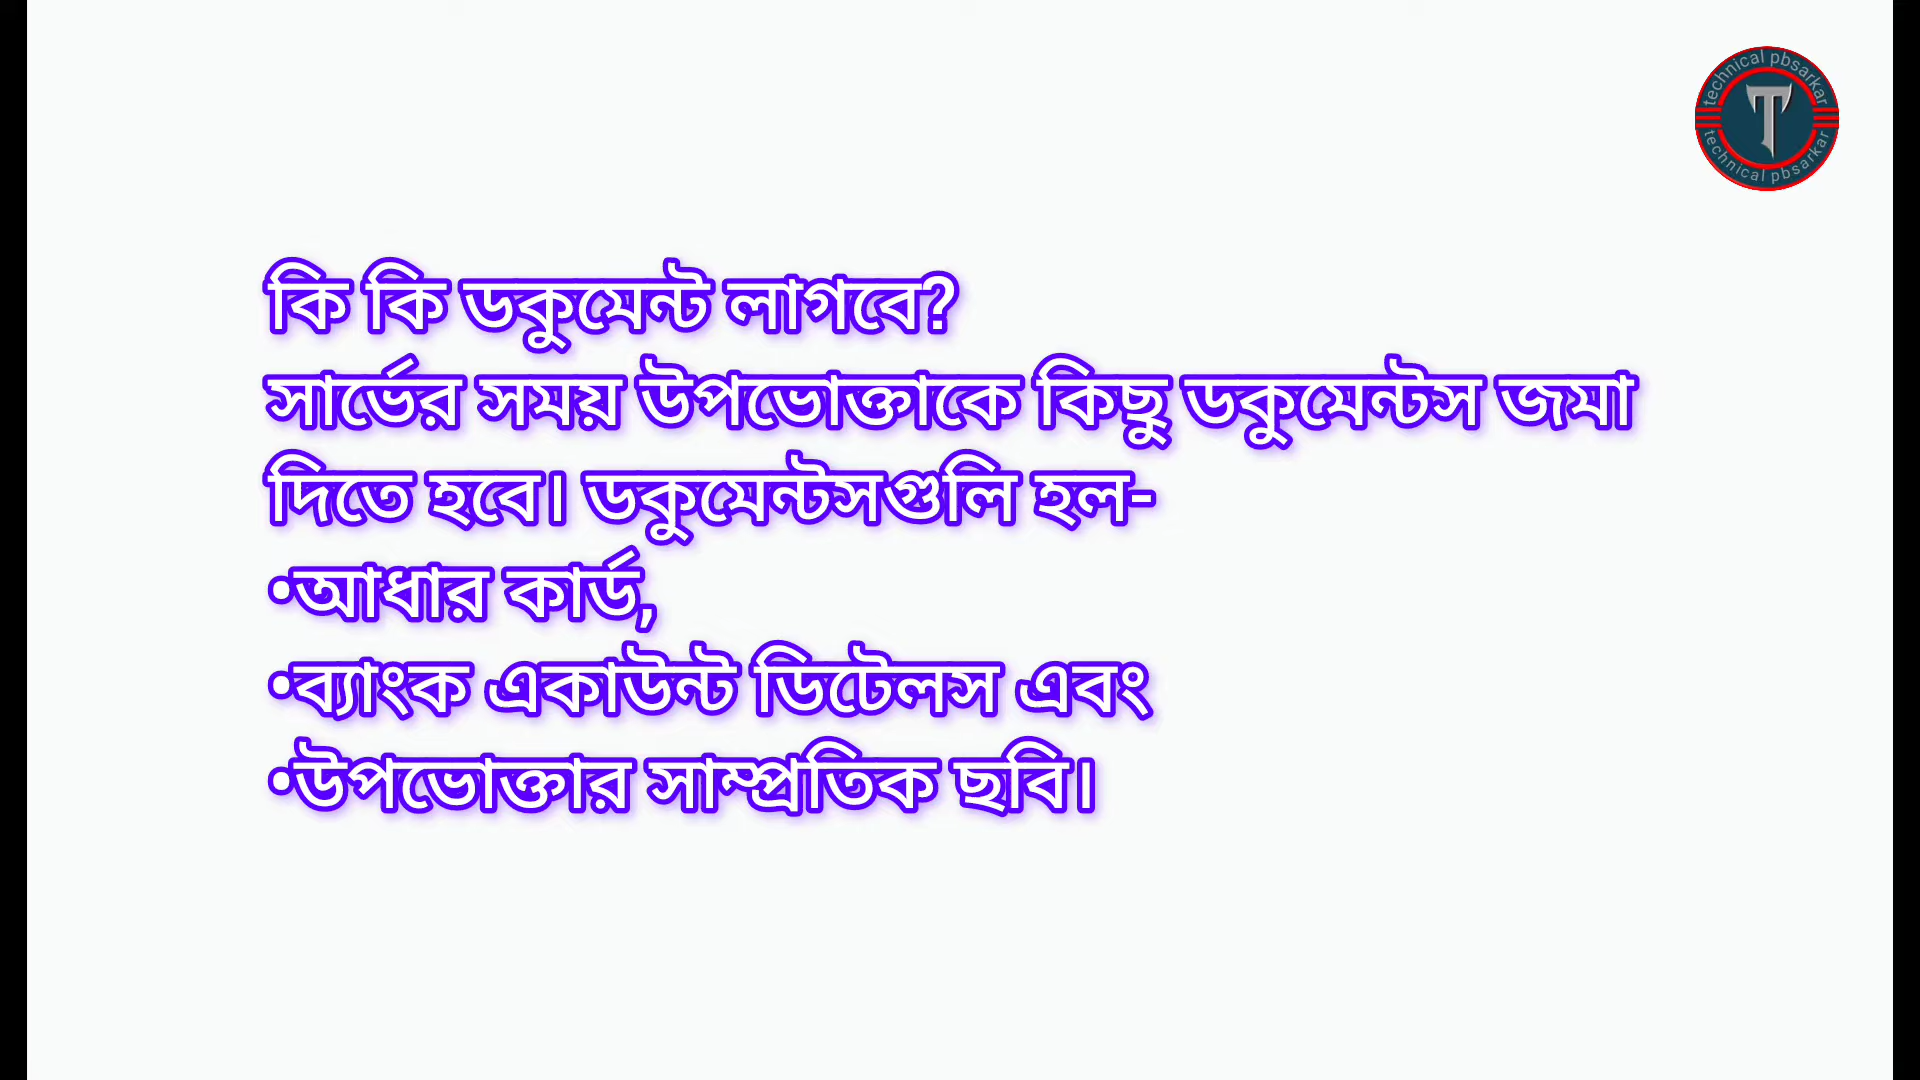 technical pbsarkar
T
technical pbsarkar
কি কি ডকুমেন্ট লাগবে?
সার্ভের সময় উপভোক্তাকে কিছু ডকুমেন্টস জমা
দিতে হবে। ডকুমেন্টসগুলি হল-
•আধার কার্ড,
•ব্যাংক একাউন্ট ডিটেলস এবং
•উপভোক্তার সাম্প্রতিক ছবি।